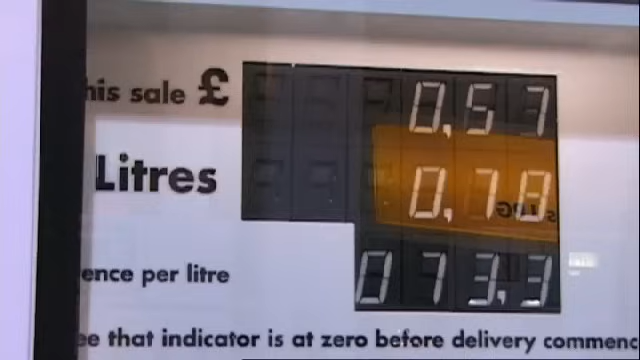 his sale £ 0.57
Litres 0.78
ence per litre 073.3
ee that indicator is at zero before delivery commenc